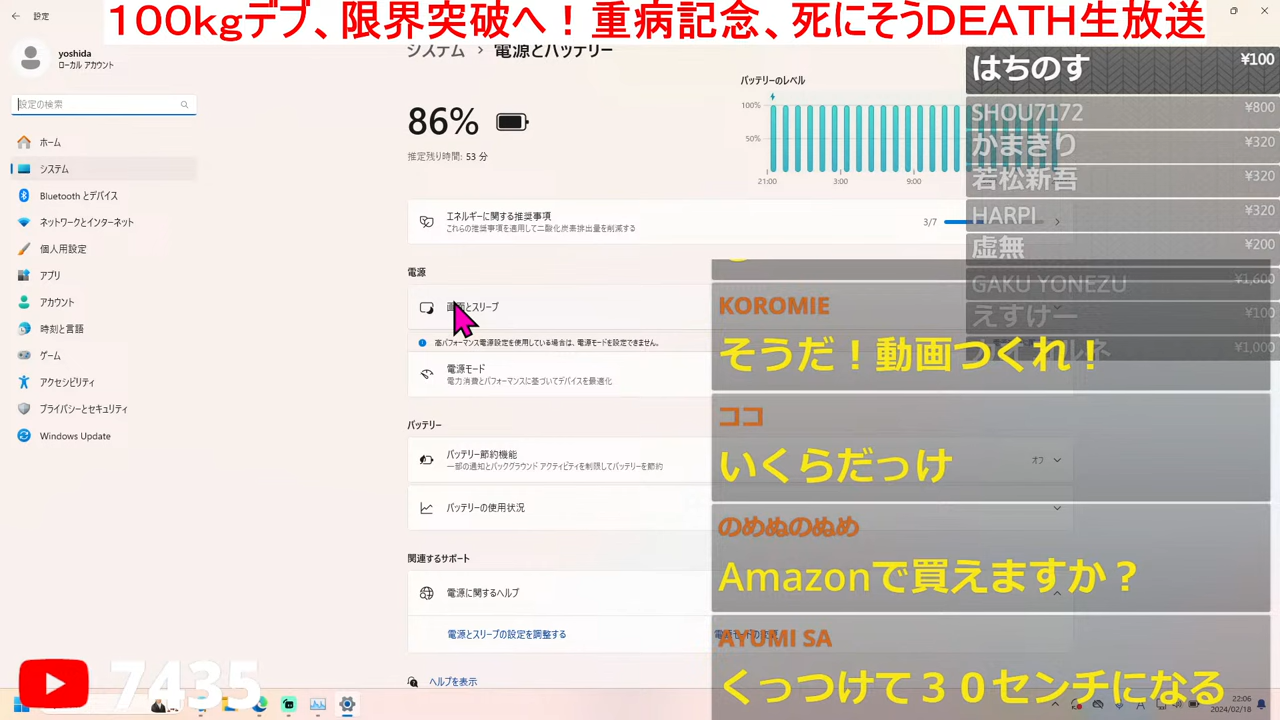 設定
100kgデブ、限界突破へ！重病記念、死にそうDEATH生放送
yoshida
ローカル アカウント
設定の検索
ホーム
システム
Bluetooth とデバイス
ネットワークとインターネット
個人用設定
アプリ
アカウント
時刻と言語
ゲーム
アクセシビリティ
プライバシーとセキュリティ
Windows Update
システム > 電源とバッテリー
86%
推定残り時間: 53 分
バッテリーのレベル
100%
50%
21:00 3:00 9:00
エネルギーに関する推奨事項
これらの推奨事項を適用して二酸化炭素排出量を削減する
3/7
電源
画面とスリープ
高パフォーマンス電源設定を使用している場合は、電源モードを設定できません。
電源モード
電力消費とパフォーマンスに基づいてデバイスを最適化
バッテリー
バッテリー節約機能
一部の通知とバックグラウンド アクティビティを制限してバッテリーを節約
オフ
バッテリーの使用状況
関連するサポート
電源に関するヘルプ
電源とスリープの設定を調整する
ヘルプを表示
はちのす ¥100
SHOU7172 ¥800
かまきり ¥320
若松新吾 ¥320
HARPI ¥320
虚無 ¥200
GAKU YONEZU ¥1,600
えすけー ¥100
¥1,000
KOROMIE
そうだ！動画つくれ！
ココ
いくらだっけ
のめぬのぬめ
Amazonで買えますか？
AYUMI SA
くっつけて３０センチになる
7435
22:06
2024/02/18